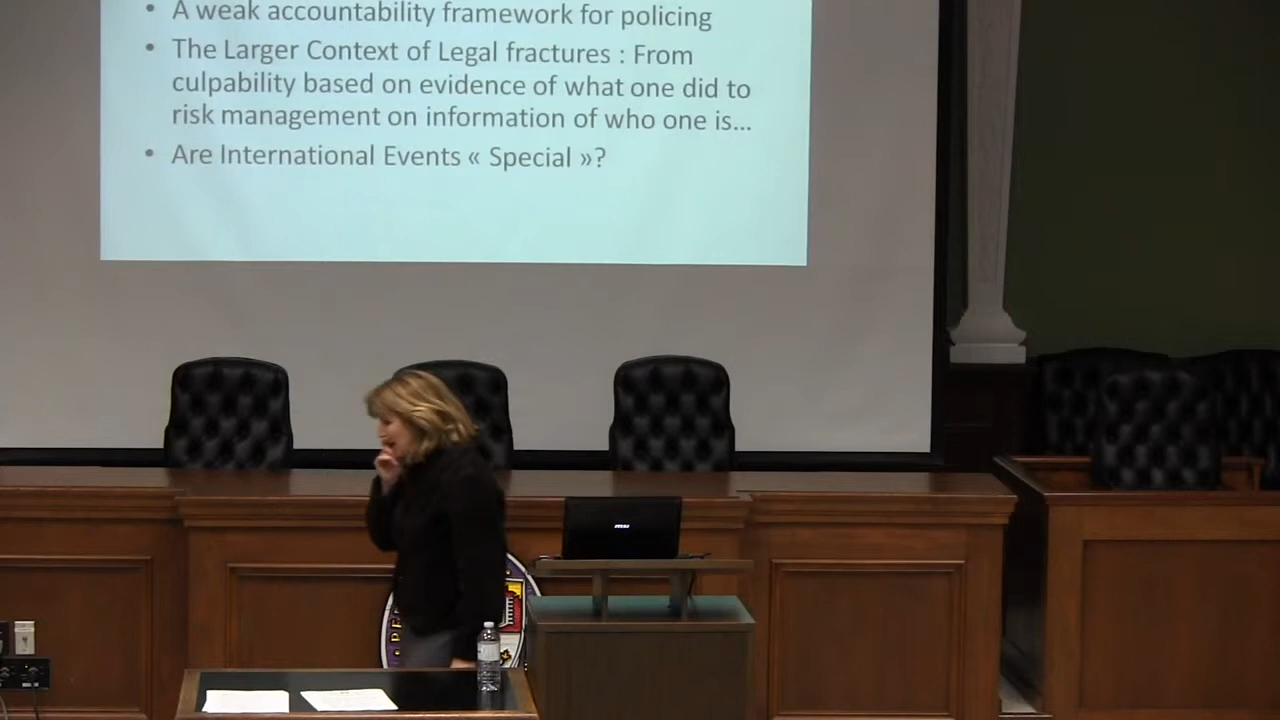 • A weak accountability framework for policing
• The Larger Context of Legal fractures : From
culpability based on evidence of what one did to
risk management on information of who one is...
• Are International Events « Special »?
msi